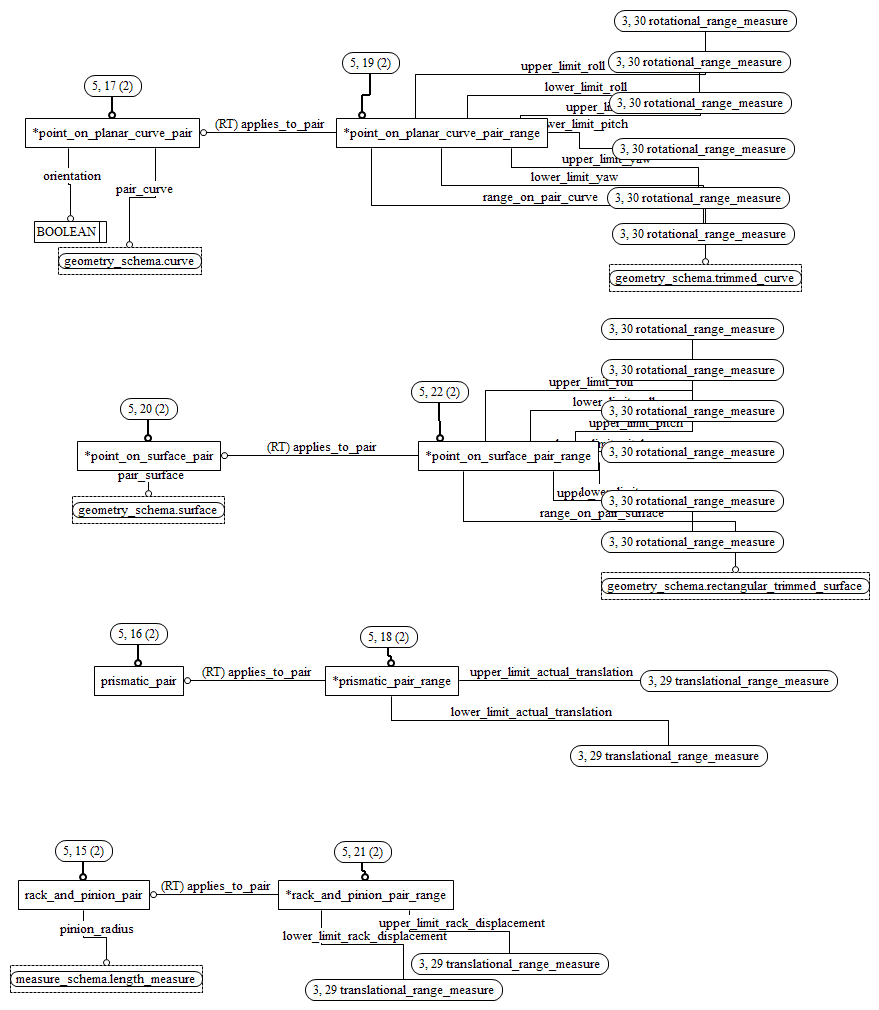 3, 30 rotational_range_measure
5, 19 (2)
upper_limit_roll
3, 30 rotational_range_measure
5, 17 (2)
lower_limit_roll
3, 30 rotational_range_measure
*point_on_planar_curve_pair
(RT) applies_to_pair
*point_on_planar_curve_pair_range
3, 30 rotational_range_measure
upper_limit_yaw
orientation
lower_limit_yaw
pair_curve
range_on_pair_curve
3, 30 rotational_range_measure
BOOLEAN
3, 30 rotational_range_measure
geometry_schema.curve
geometry_schema.trimmed_curve
3, 30 rotational_range_measure
3, 30 rotational_range_measure
upper_limit_roll
5, 22 (2)
5, 20 (2)
3, 30 rotational_range_measure
upper_limit_pitch
*point_on_surface_pair
(RT) applies_to_pair
*point_on_surface_pair_range
3, 30 rotational_range_measure
pair_surface
3, 30 rotational_range_measure
geometry_schema.surface
range_on_pair_surface
3, 30 rotational_range_measure
geometry_schema.rectangular_trimmed_surface
5, 16 (2)
5, 18 (2)
prismatic_pair
(RT) applies_to_pair
*prismatic_pair_range
upper_limit_actual_translation
3, 29 translational_range_measure
lower_limit_actual_translation
3, 29 translational_range_measure
5, 15 (2)
5, 21 (2)
rack_and_pinion_pair
(RT) applies_to_pair
*rack_and_pinion_pair_range
pinion_radius
upper_limit_rack_displacement
lower_limit_rack_displacement
3, 29 translational_range_measure
measure_schema.length_measure
3, 29 translational_range_measure